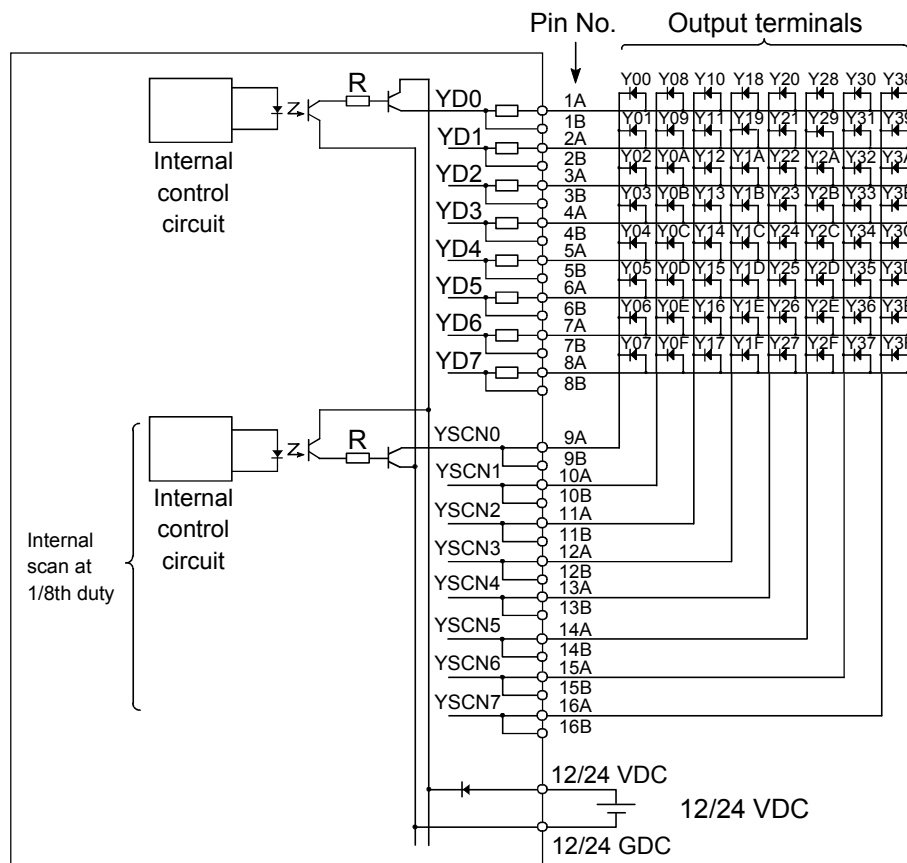 Pin No.
Output terminals
Y00 Y08 Y10 Y18 Y20 Y28 Y30 Y38
R
YD0
1A
1B
Y01 Y09 Y11 Y19 Y21 Y29 Y31
YD1
2A
2B
Y02 Y0A Y12 Y1A Y22 Y2A Y32
YD2
3A
3B
Y03 Y0B Y13 Y1B Y23 Y2B Y33
YD3
4A
4B
Y04 Y0C Y14 Y1C Y24 Y2C Y34
YD4
5A
5B
Y05 Y0D Y15 Y1D Y25 Y2D Y35
YD5
6A
6B
Y06 Y0E Y16 Y1E Y26 Y2E Y36
YD6
7A
7B
Y07 Y0F Y17 Y1F Y27 Y2F Y37
YD7
8A
8B
Internal
control
circuit
R
YSCN0
9A
9B
YSCN1
10A
10B
YSCN2
11A
11B
YSCN3
12A
12B
YSCN4
13A
13B
YSCN5
14A
14B
YSCN6
15A
15B
YSCN7
16A
16B
Internal
control
circuit
Internal
scan at
1/8th duty
12/24 VDC
12/24 VDC
12/24 GDC